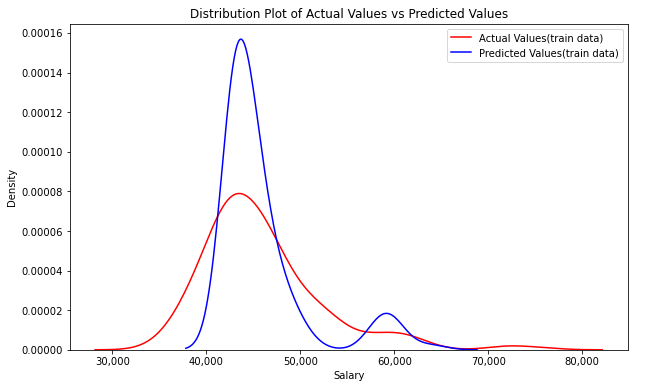 Distribution Plot of Actual Values vs Predicted Values
Actual Values(train data)
Predicted Values(train data)
Density
0.00016
0.00014
0.00012
0.00010
0.00008
0.00006
0.00004
0.00002
0.00000
30,000 40,000 50,000 60,000 70,000 80,000
Salary